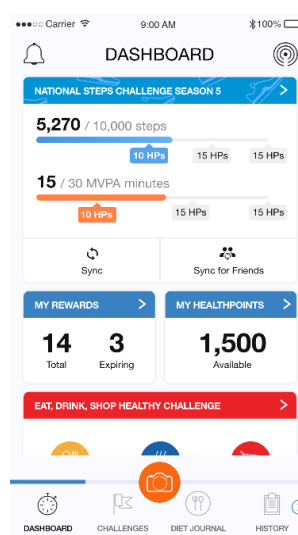 Carrier 9:00 AM 100%
DASHBOARD
NATIONAL STEPS CHALLENGE SEASON 5
5,270 / 10,000 steps
10 HPs 15 HPs 15 HPs
15 / 30 MVPA minutes
10 HPs 15 HPs 15 HPs
Sync Sync for Friends
MY REWARDS MY HEALTHPOINTS
14 3 1,500
Total Expiring Available
EAT, DRINK, SHOP HEALTHY CHALLENGE
DASHBOARD CHALLENGES DIET JOURNAL HISTORY